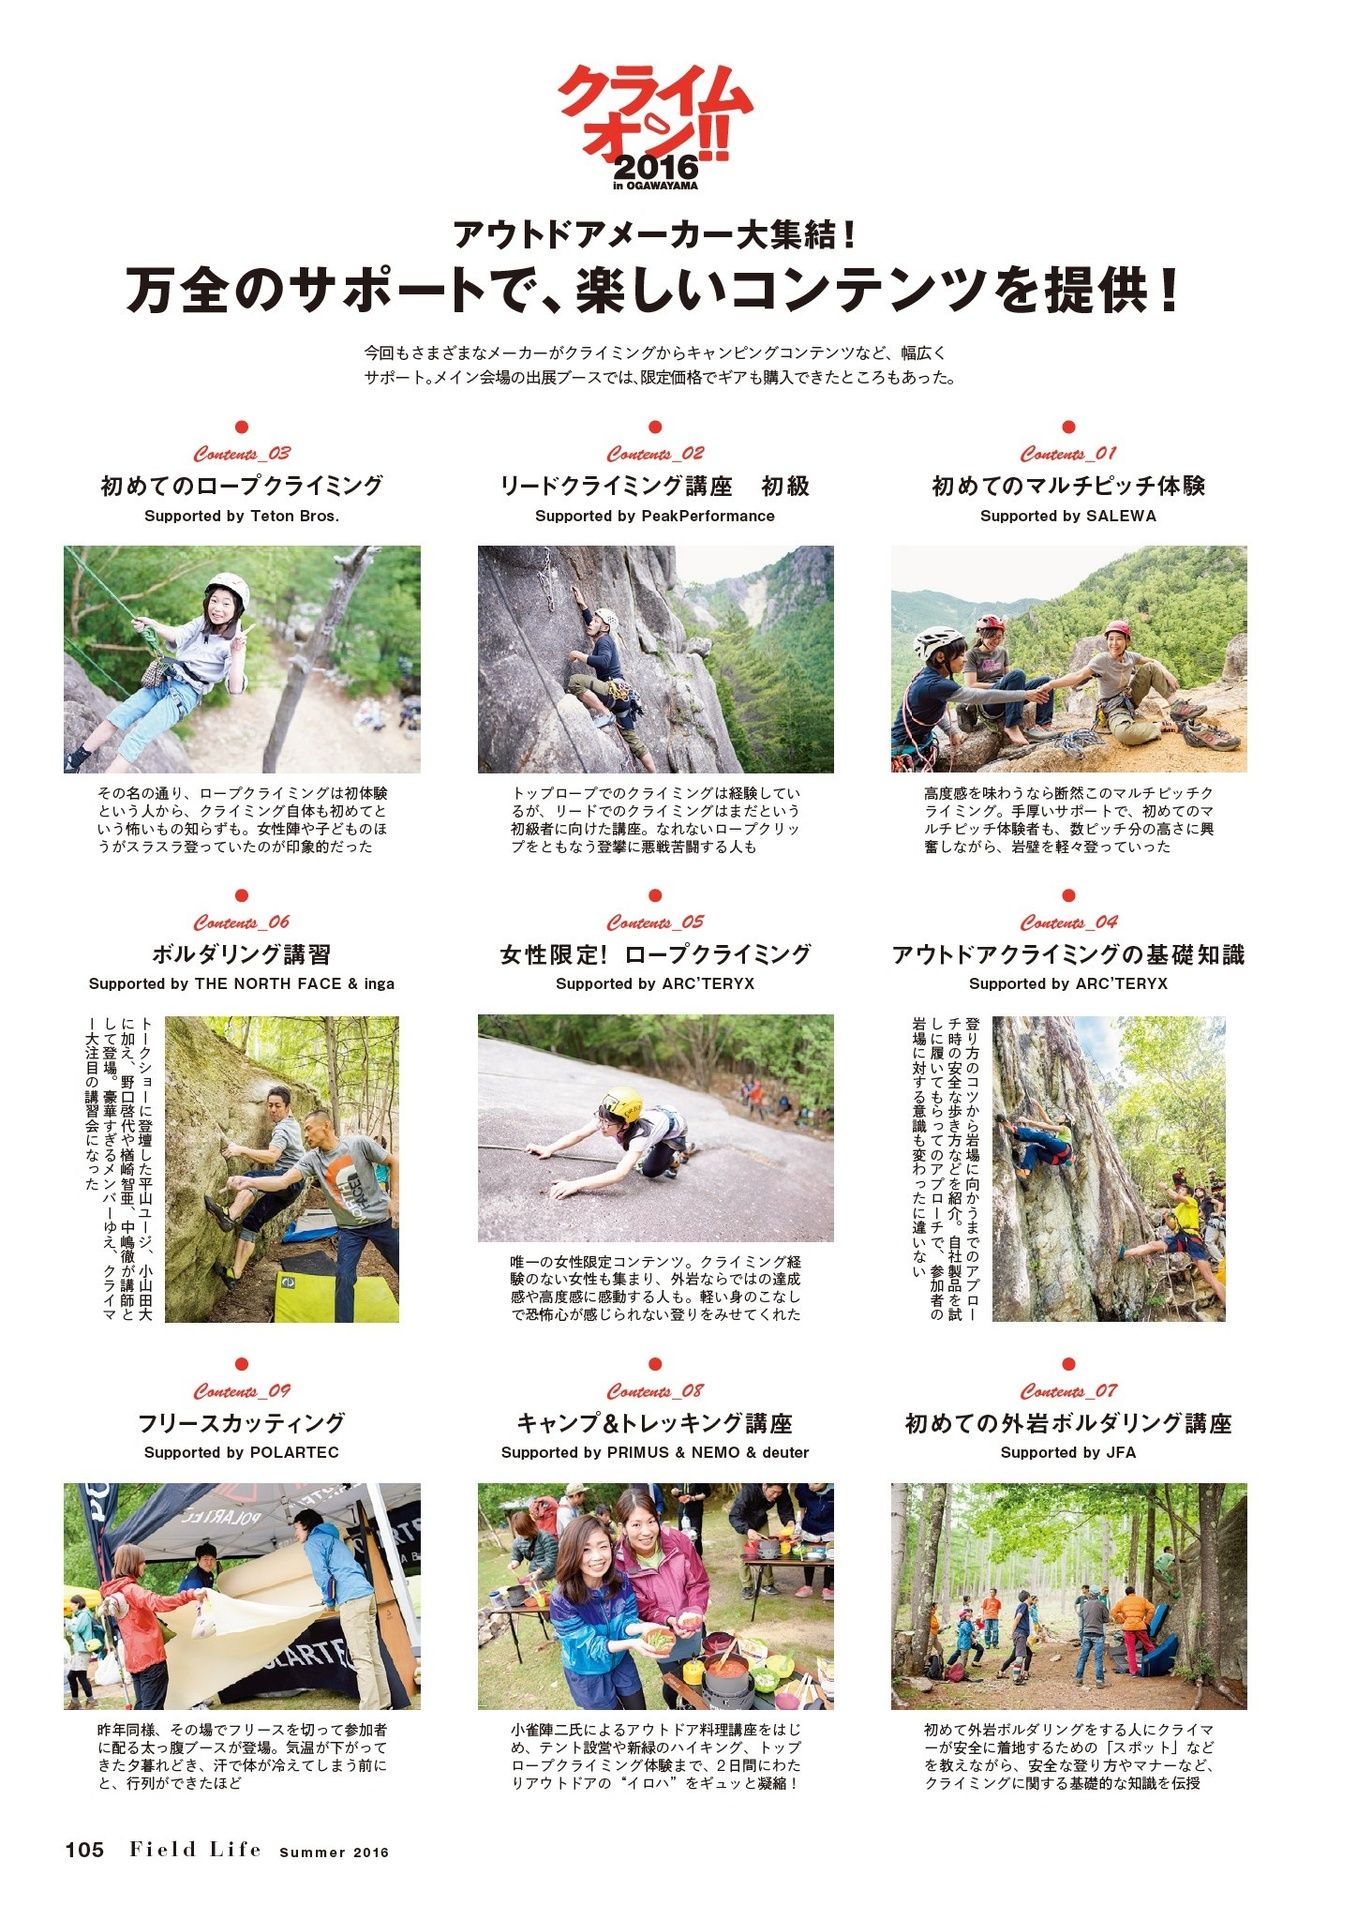 クライム
オン!!
2016
in OGAWAYAMA
アウトドアメーカー大集結！
万全のサポートで、楽しいコンテンツを提供！
今回もさまざまなメーカーがクライミングからキャンピングコンテンツなど、幅広く
サポート。メイン会場の出展ブースでは、限定価格でギアも購入できたところもあった。
Contents_01
初めてのマルチピッチ体験
Supported by SALEWA
高度感を味わうなら断然このマルチピッチク
ライミング。手厚いサポートで、初めてのマ
ルチピッチ体験者も、数ピッチ分の高さに興
奮しながら、岩壁を軽々登っていった
Contents_02
リードクライミング講座　初級
Supported by PeakPerformance
トップロープでのクライミングは経験してい
るが、リードでのクライミングはまだという
初級者に向けた講座。なれないロープクリッ
プをともなう登攀に悪戦苦闘する人も
Contents_03
初めてのロープクライミング
Supported by Teton Bros.
その名の通り、ロープクライミングは初体験
という人から、クライミング自体も初めてと
いう怖いもの知らずも。女性陣や子どものほ
うがスラスラ登っていたのが印象的だった
Contents_04
アウトドアクライミングの基礎知識
Supported by ARC'TERYX
登り方のコツから岩場に向かうまでのアプロー
チ時の安全な歩き方などを紹介。自社製品を試
しに履いてもらってのアプローチで、参加者の
岩場に対する意識も変わったに違いない
Contents_05
女性限定！ ロープクライミング
Supported by ARC'TERYX
唯一の女性限定コンテンツ。クライミング経
験のない女性も集まり、外岩ならではの達成
感や高度感に感動する人も。軽い身のこなし
で恐怖心が感じられない登りをみせてくれた
Contents_06
ボルダリング講習
Supported by THE NORTH FACE & inga
トークショーに登壇した平山ユージ、小山田大
に加え、野口啓代や楢崎智亜、中嶋徹が講師と
して登場。豪華すぎるメンバーゆえ、クライマ
ー大注目の講習会になった
Contents_07
初めての外岩ボルダリング講座
Supported by JFA
初めて外岩ボルダリングをする人にクライマ
ーが安全に着地するための「スポット」など
を教えながら、安全な登り方やマナーなど、
クライミングに関する基礎的な知識を伝授
Contents_08
キャンプ&トレッキング講座
Supported by PRIMUS & NEMO & deuter
小雀陣二氏によるアウトドア料理講座をはじ
め、テント設営や新緑のハイキング、トップ
ロープクライミング体験まで、2日間にわた
りアウトドアの“イロハ”をギュッと凝縮！
Contents_09
フリースカッティング
Supported by POLARTEC
POLARTEC
昨年同様、その場でフリースを切って参加者
に配る太っ腹ブースが登場。気温が下がって
きた夕暮れどき、汗で体が冷えてしまう前に
と、行列ができたほど
105 Field Life Summer 2016